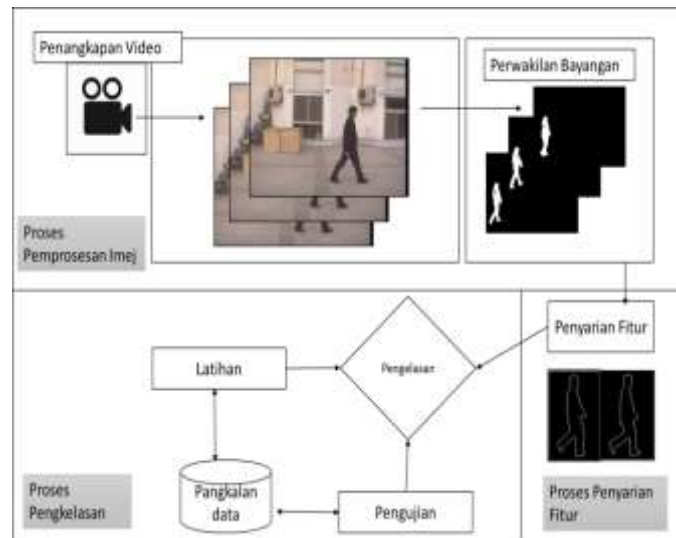 Penangkapan Video
Perwakilan Bayangan
Proses
Pemprosesan Imej
Penyarian Fitur
Latihan
Pengelasan
Pangkalan
data
Pengujian
Proses
Pengkelasan
Proses Penyarian
Fitur